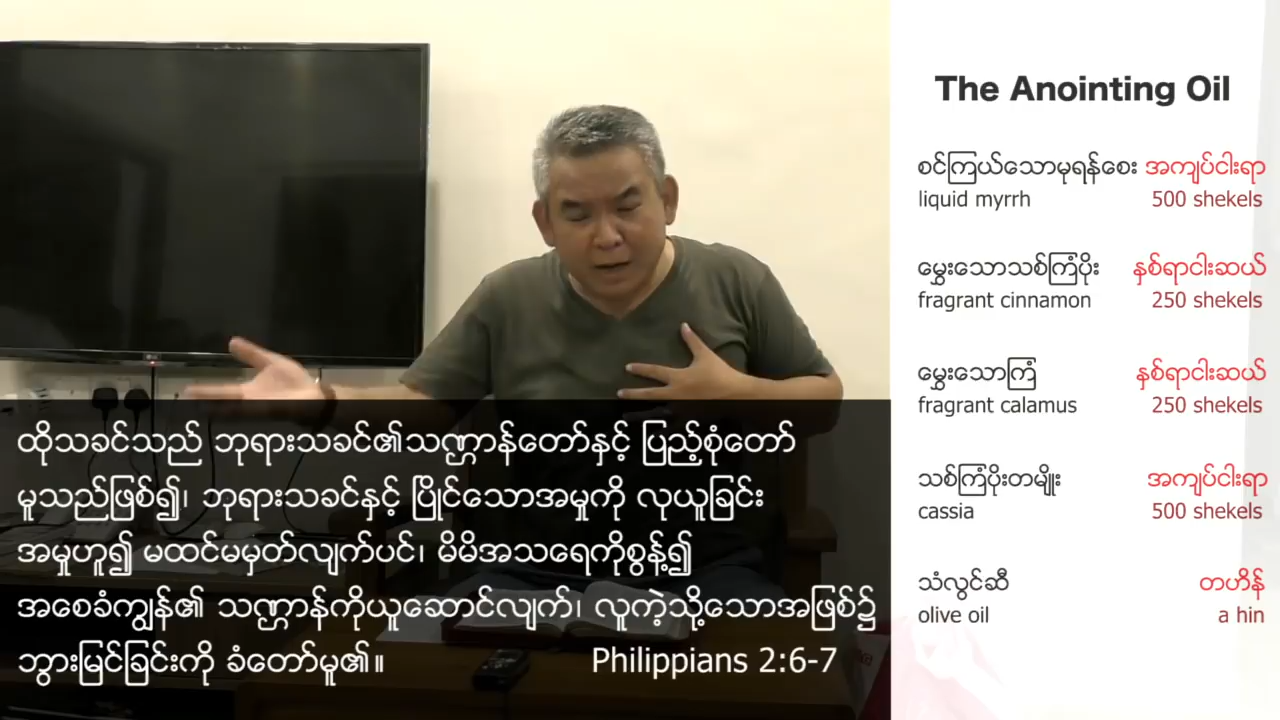 The Anointing Oil
စင်ကြယ်သောမုရန်စေး အကျပ်ငါးရာ
liquid myrrh 500 shekels
မွှေးသောသစ်ကြံပိုး နှစ်ရာငါးဆယ်
fragrant cinnamon 250 shekels
မွှေးသောကြံ နှစ်ရာငါးဆယ်
fragrant calamus 250 shekels
သစ်ကြံပိုးတမျိုး အကျပ်ငါးရာ
cassia 500 shekels
သံလွင်ဆီ တဟိန်
olive oil a hin
LG
ထိုသခင်သည် ဘုရားသခင်၏သဏ္ဌာန်တော်နှင့် ပြည့်စုံတော်
မူသည်ဖြစ်၍၊ ဘုရားသခင်နှင့် ပြိုင်သောအမှုကို လုယူခြင်း
အမှုဟူ၍ မထင်မမှတ်လျက်ပင်၊ မိမိအသရေကိုစွန့်၍
အစေခံကျွန်၏ သဏ္ဌာန်ကိုယူဆောင်လျက်၊ လူကဲ့သို့သောအဖြစ်၌
ဘွားမြင်ခြင်းကို ခံတော်မူ၏။ Philippians 2:6-7